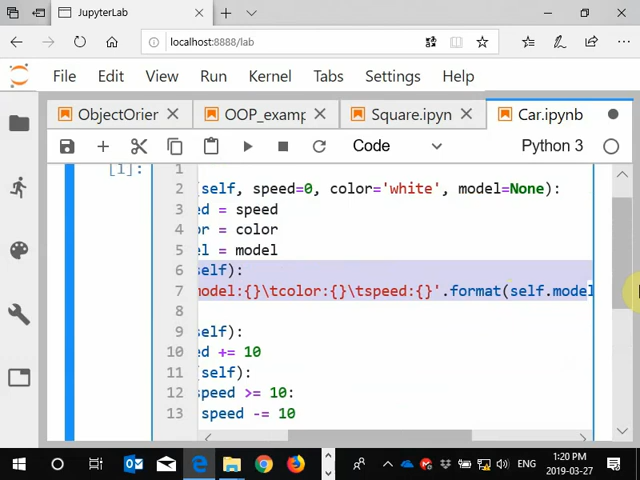 JupyterLab
localhost:8888/lab
File Edit View Run Kernel Tabs Settings Help
ObjectOrier OOP_examp Square.ipyn Car.ipynb
Code Python 3
[1]: 1
2 (self, speed=0, color='white', model=None):
3 ed = speed
4 or = color
5 el = model
6 self):
7 model:{}\tcolor:{}\tspeed:{}'.format(self.model
8
9 self):
10 ed += 10
11 (self):
12 speed >= 10:
13 speed -= 10
ENG 1:20 PM
2019-03-27